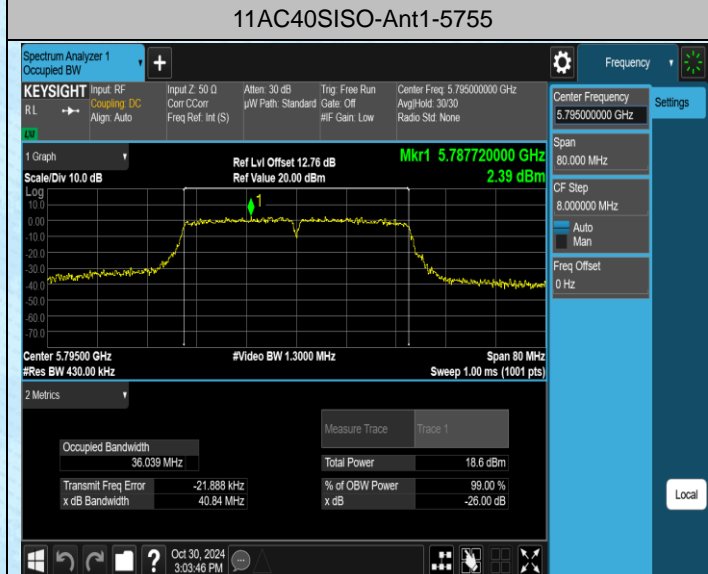 11AC40SISO-Ant1-5755
Spectrum Analyzer 1
Occupied BW
Frequency
KEYSIGHT
RL
Input: RF
Coupling: DC
Align: Auto
Input Z: 50 Ω
Corr CCorr
Freq Ref: Int (S)
Atten: 30 dB
µW Path: Standard
Trig: Free Run
Gate: Off
#IF Gain: Low
Center Freq: 5.795000000 GHz
Avg|Hold: 30/30
Radio Std: None
1 Graph
Scale/Div 10.0 dB
Ref Lvl Offset 12.76 dB
Ref Value 20.00 dBm
Mkr1 5.787720000 GHz
2.39 dBm
Log
10.0
0.00
-10.0
-20.0
-30.0
-40.0
-50.0
-60.0
-70.0
1
Center 5.79500 GHz
#Res BW 430.00 kHz
#Video BW 1.3000 MHz
Span 80 MHz
Sweep 1.00 ms (1001 pts)
2 Metrics
Measure Trace Trace 1
Occupied Bandwidth
36.039 MHz
Total Power 18.6 dBm
Transmit Freq Error -21.888 kHz
% of OBW Power 99.00 %
x dB Bandwidth 40.84 MHz
x dB -26.00 dB
Center Frequency
5.795000000 GHz
Span
80.000 MHz
CF Step
8.000000 MHz
Auto
Man
Freq Offset
0 Hz
Settings
Local
?
Oct 30, 2024
3:03:46 PM